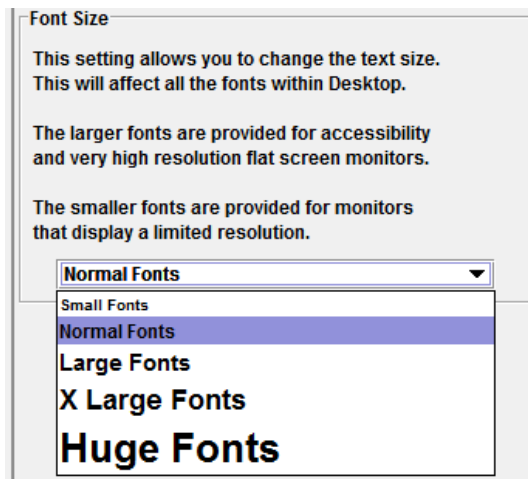 Font Size
This setting allows you to change the text size.
This will affect all the fonts within Desktop.
The larger fonts are provided for accessibility
and very high resolution flat screen monitors.
The smaller fonts are provided for monitors
that display a limited resolution.
Normal Fonts
Small Fonts
Normal Fonts
Large Fonts
X Large Fonts
Huge Fonts